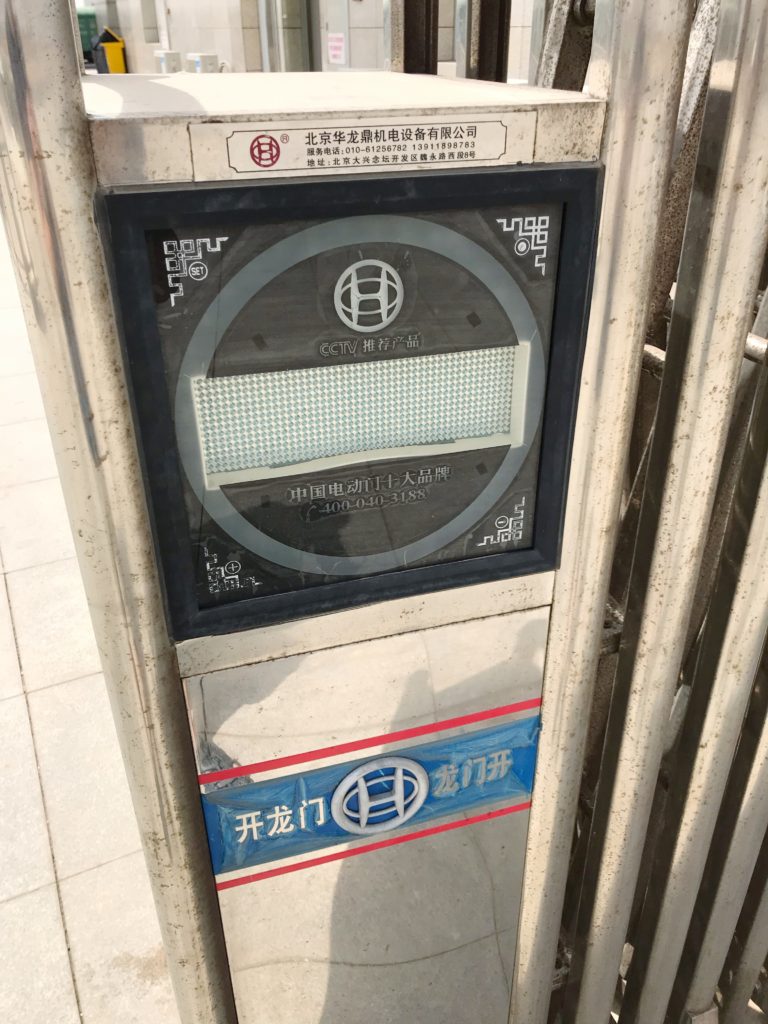 北京华龙鼎机电设备有限公司
服务电话:010-61256782 13911898783
地址:北京大兴念坛开发区魏永路西段8号
SET
CCTV 推荐产品
中国电动门十大品牌
400-040-3188
开龙门 龙门开